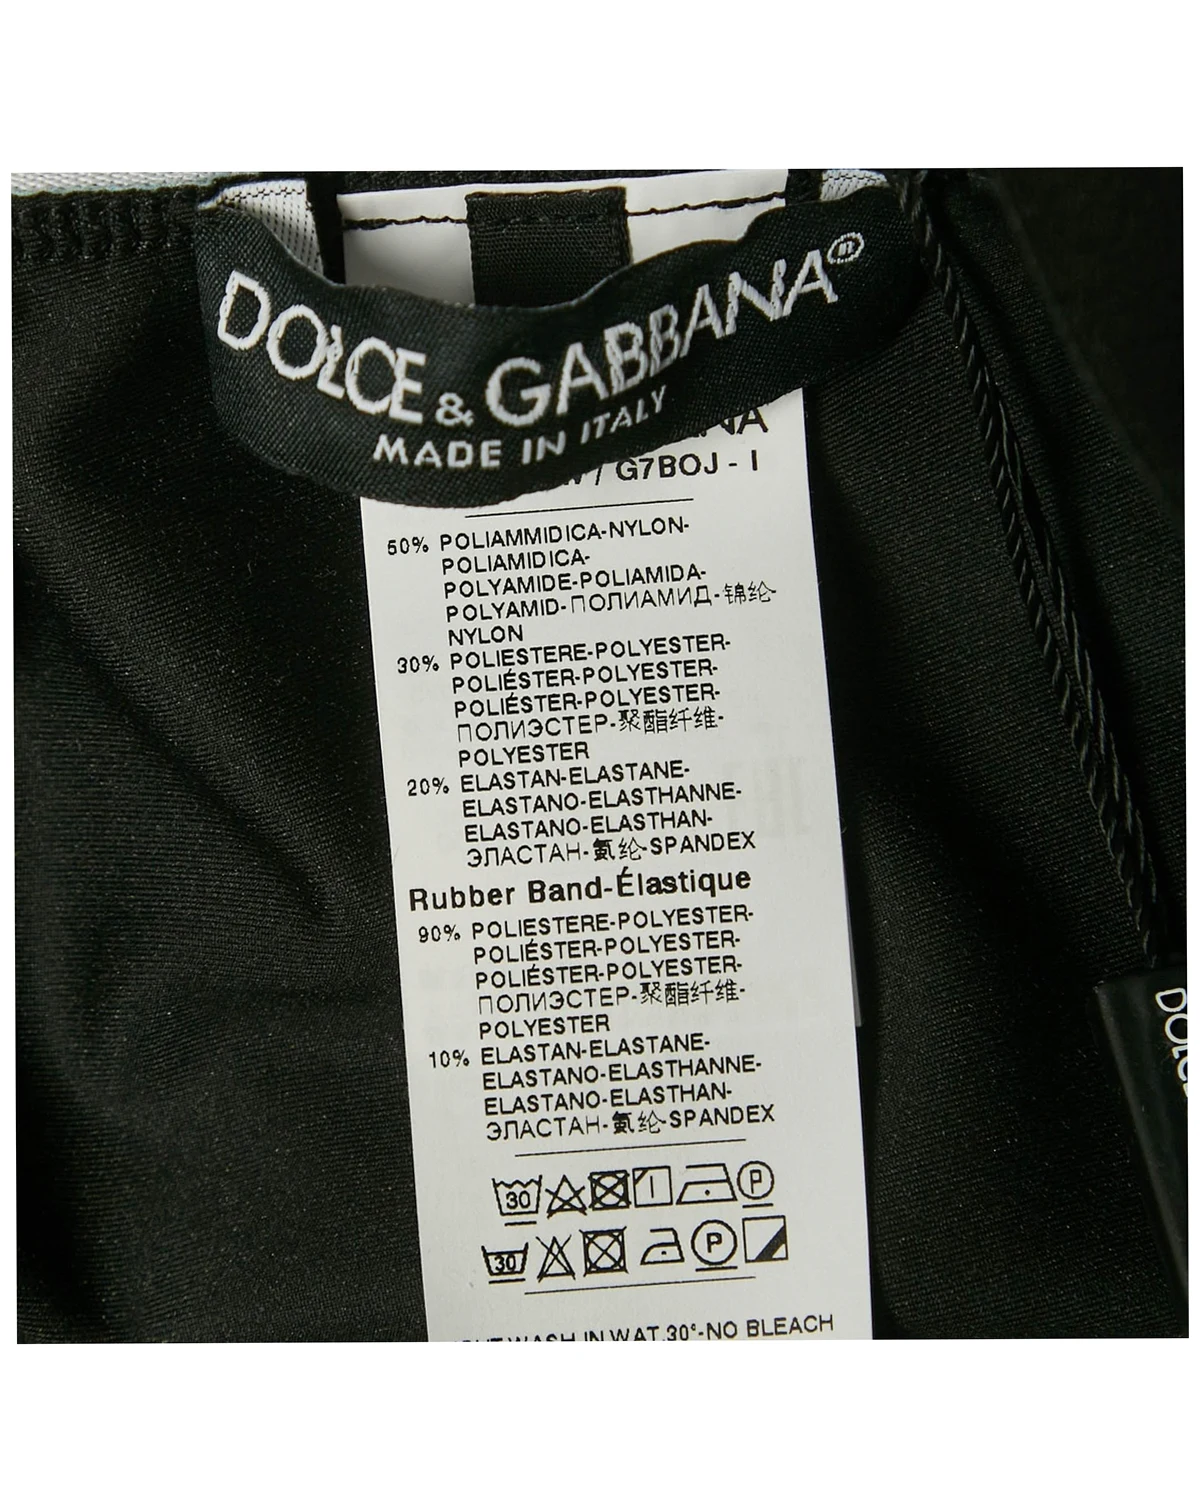 DOLCE & GABBANA®
MADE IN ITALY
/ G7BOJ - I
50% POLIAMMIDICA-NYLON-
POLIAMIDICA-
POLYAMIDE-POLIAMIDA-
POLYAMID-ПОЛИАМИД-锦纶-
NYLON
30% POLIESTERE-POLYESTER-
POLIÉSTER-POLYESTER-
POLIÉSTER-POLYESTER-
ПОЛИЭСТЕР-聚酯纤维-
POLYESTER
20% ELASTAN-ELASTANE-
ELASTANO-ELASTHANNE-
ELASTANO-ELASTHAN-
ЭЛАСТАН-氨纶-SPANDEX
Rubber Band-Élastique
90% POLIESTERE-POLYESTER-
POLIÉSTER-POLYESTER-
POLIÉSTER-POLYESTER-
ПОЛИЭСТЕР-聚酯纤维-
POLYESTER
10% ELASTAN-ELASTANE-
ELASTANO-ELASTHANNE-
ELASTANO-ELASTHAN-
ЭЛАСТАН-氨纶-SPANDEX
30 P
30 P
WASH IN WAT.30°-NO BLEACH